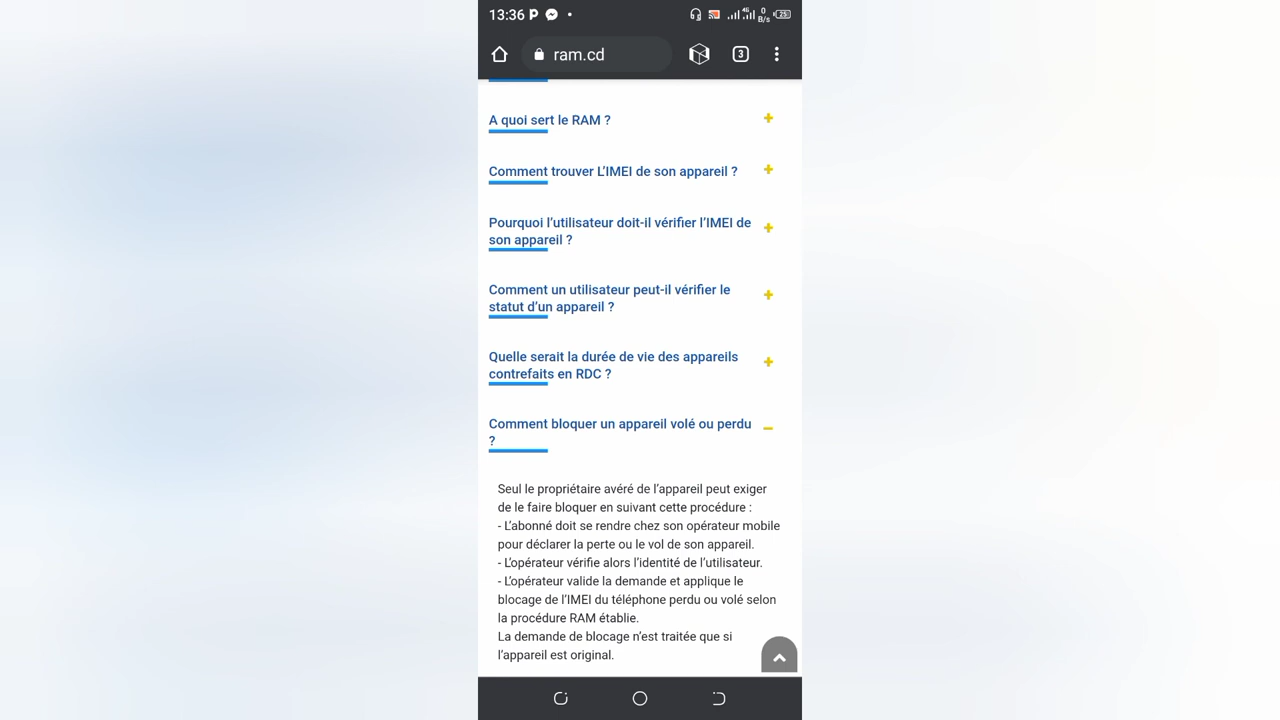 13:36 P 4G 0 B/s 25
ram.cd 3
A quoi sert le RAM ? +
Comment trouver L'IMEI de son appareil ? +
Pourquoi l'utilisateur doit-il vérifier l'IMEI de +
son appareil ?
Comment un utilisateur peut-il vérifier le +
statut d'un appareil ?
Quelle serait la durée de vie des appareils +
contrefaits en RDC ?
Comment bloquer un appareil volé ou perdu –
?
Seul le propriétaire avéré de l'appareil peut exiger
de le faire bloquer en suivant cette procédure :
- L'abonné doit se rendre chez son opérateur mobile
pour déclarer la perte ou le vol de son appareil.
- L'opérateur vérifie alors l'identité de l'utilisateur.
- L'opérateur valide la demande et applique le
blocage de l'IMEI du téléphone perdu ou volé selon
la procédure RAM établie.
La demande de blocage n'est traitée que si
l'appareil est original.